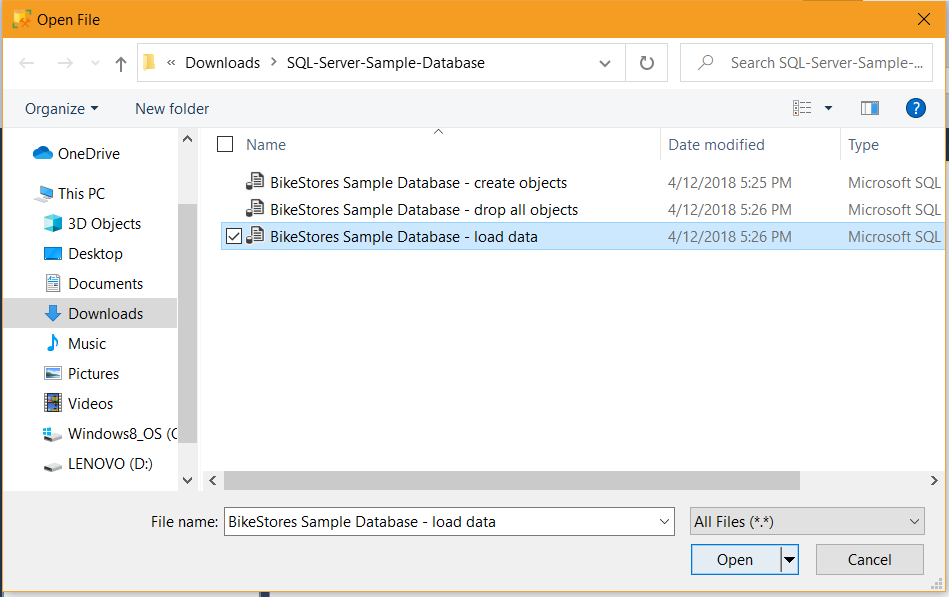 Open File
« Downloads > SQL-Server-Sample-Database
Search SQL-Server-Sample-...
Organize
New folder
?
OneDrive
This PC
3D Objects
Desktop
Documents
Downloads
Music
Pictures
Videos
Windows8_OS (C
LENOVO (D:)
Name Date modified Type
BikeStores Sample Database - create objects 4/12/2018 5:25 PM Microsoft SQL
BikeStores Sample Database - drop all objects 4/12/2018 5:26 PM Microsoft SQL
BikeStores Sample Database - load data 4/12/2018 5:26 PM Microsoft SQL
File name: BikeStores Sample Database - load data
All Files (*.*)
Open
Cancel